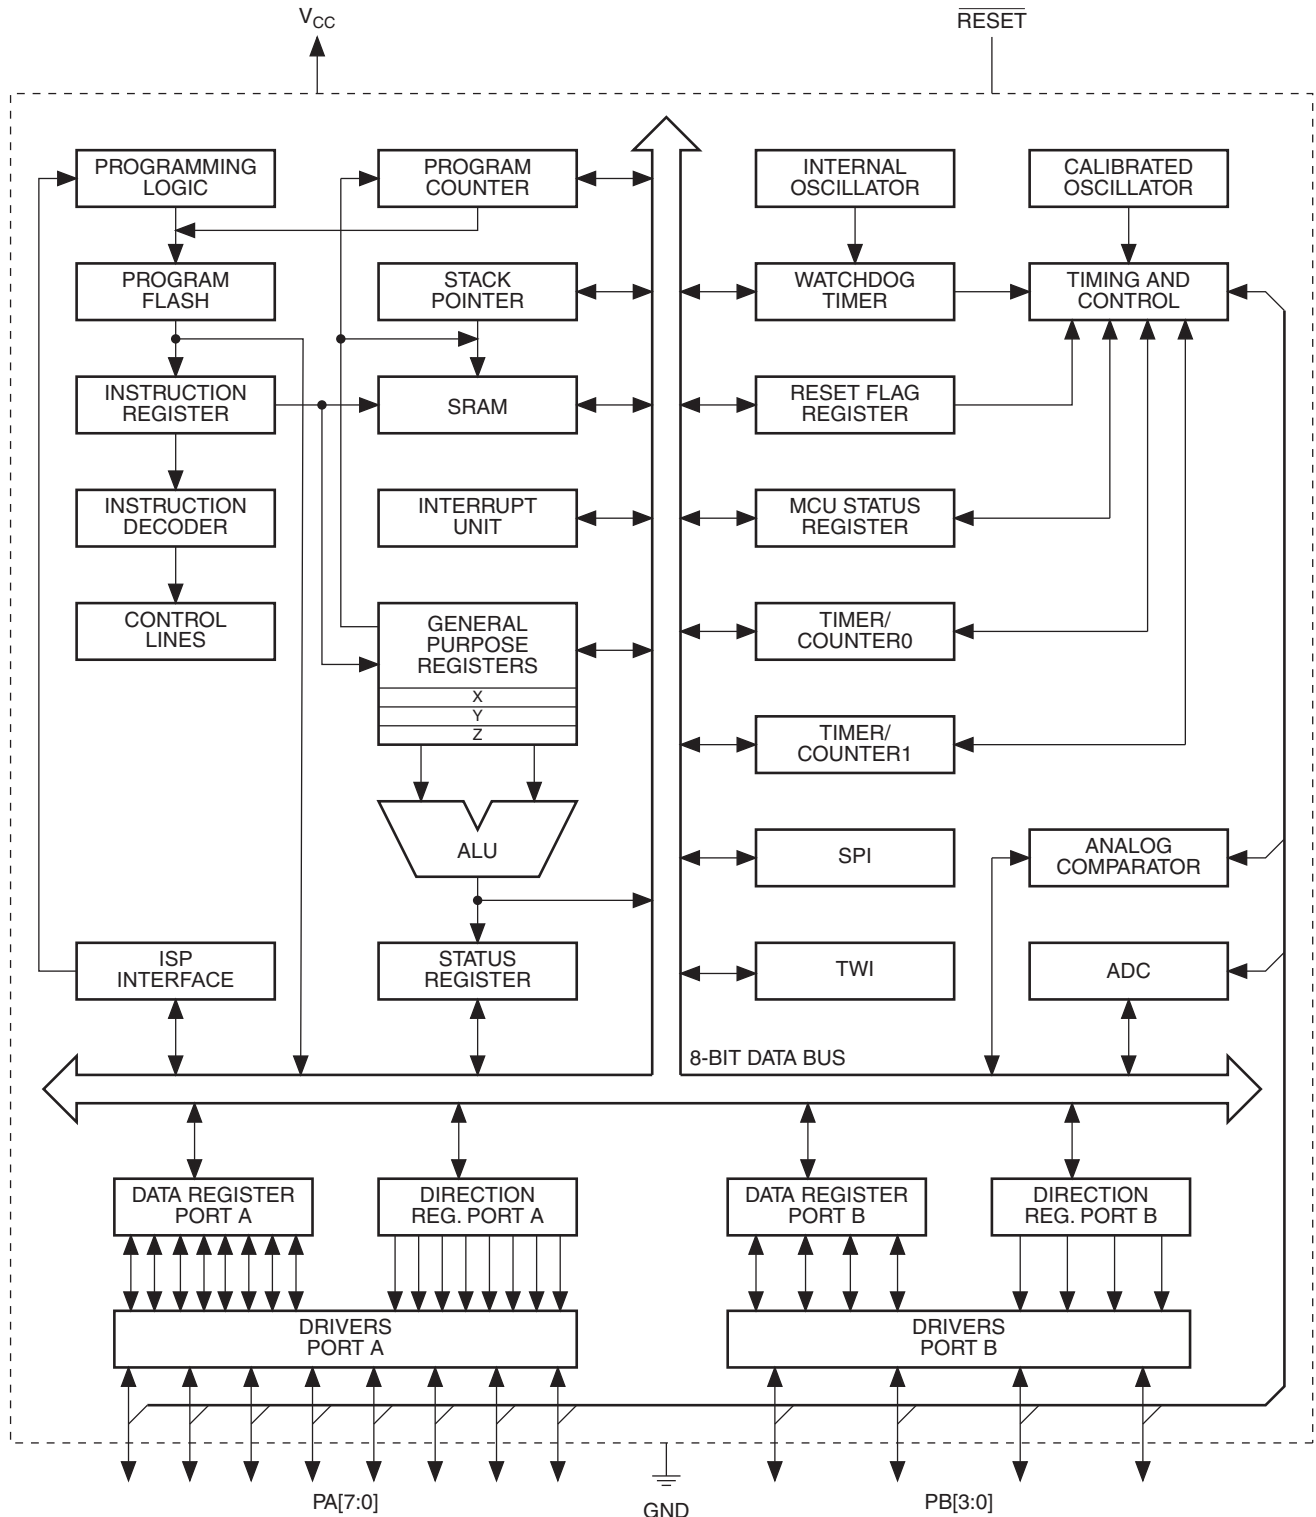 VCC
RESET
PROGRAMMING
LOGIC
PROGRAM
COUNTER
INTERNAL
OSCILLATOR
CALIBRATED
OSCILLATOR
PROGRAM
FLASH
STACK
POINTER
WATCHDOG
TIMER
TIMING AND
CONTROL
INSTRUCTION
REGISTER
SRAM
RESET FLAG
REGISTER
INSTRUCTION
DECODER
INTERRUPT
UNIT
MCU STATUS
REGISTER
CONTROL
LINES
GENERAL
PURPOSE
REGISTERS
X
Y
Z
TIMER/
COUNTER0
TIMER/
COUNTER1
ALU
SPI
ANALOG
COMPARATOR
ISP
INTERFACE
STATUS
REGISTER
TWI
ADC
8-BIT DATA BUS
DATA REGISTER
PORT A
DIRECTION
REG. PORT A
DATA REGISTER
PORT B
DIRECTION
REG. PORT B
DRIVERS
PORT A
DRIVERS
PORT B
PA[7:0]
GND
PB[3:0]